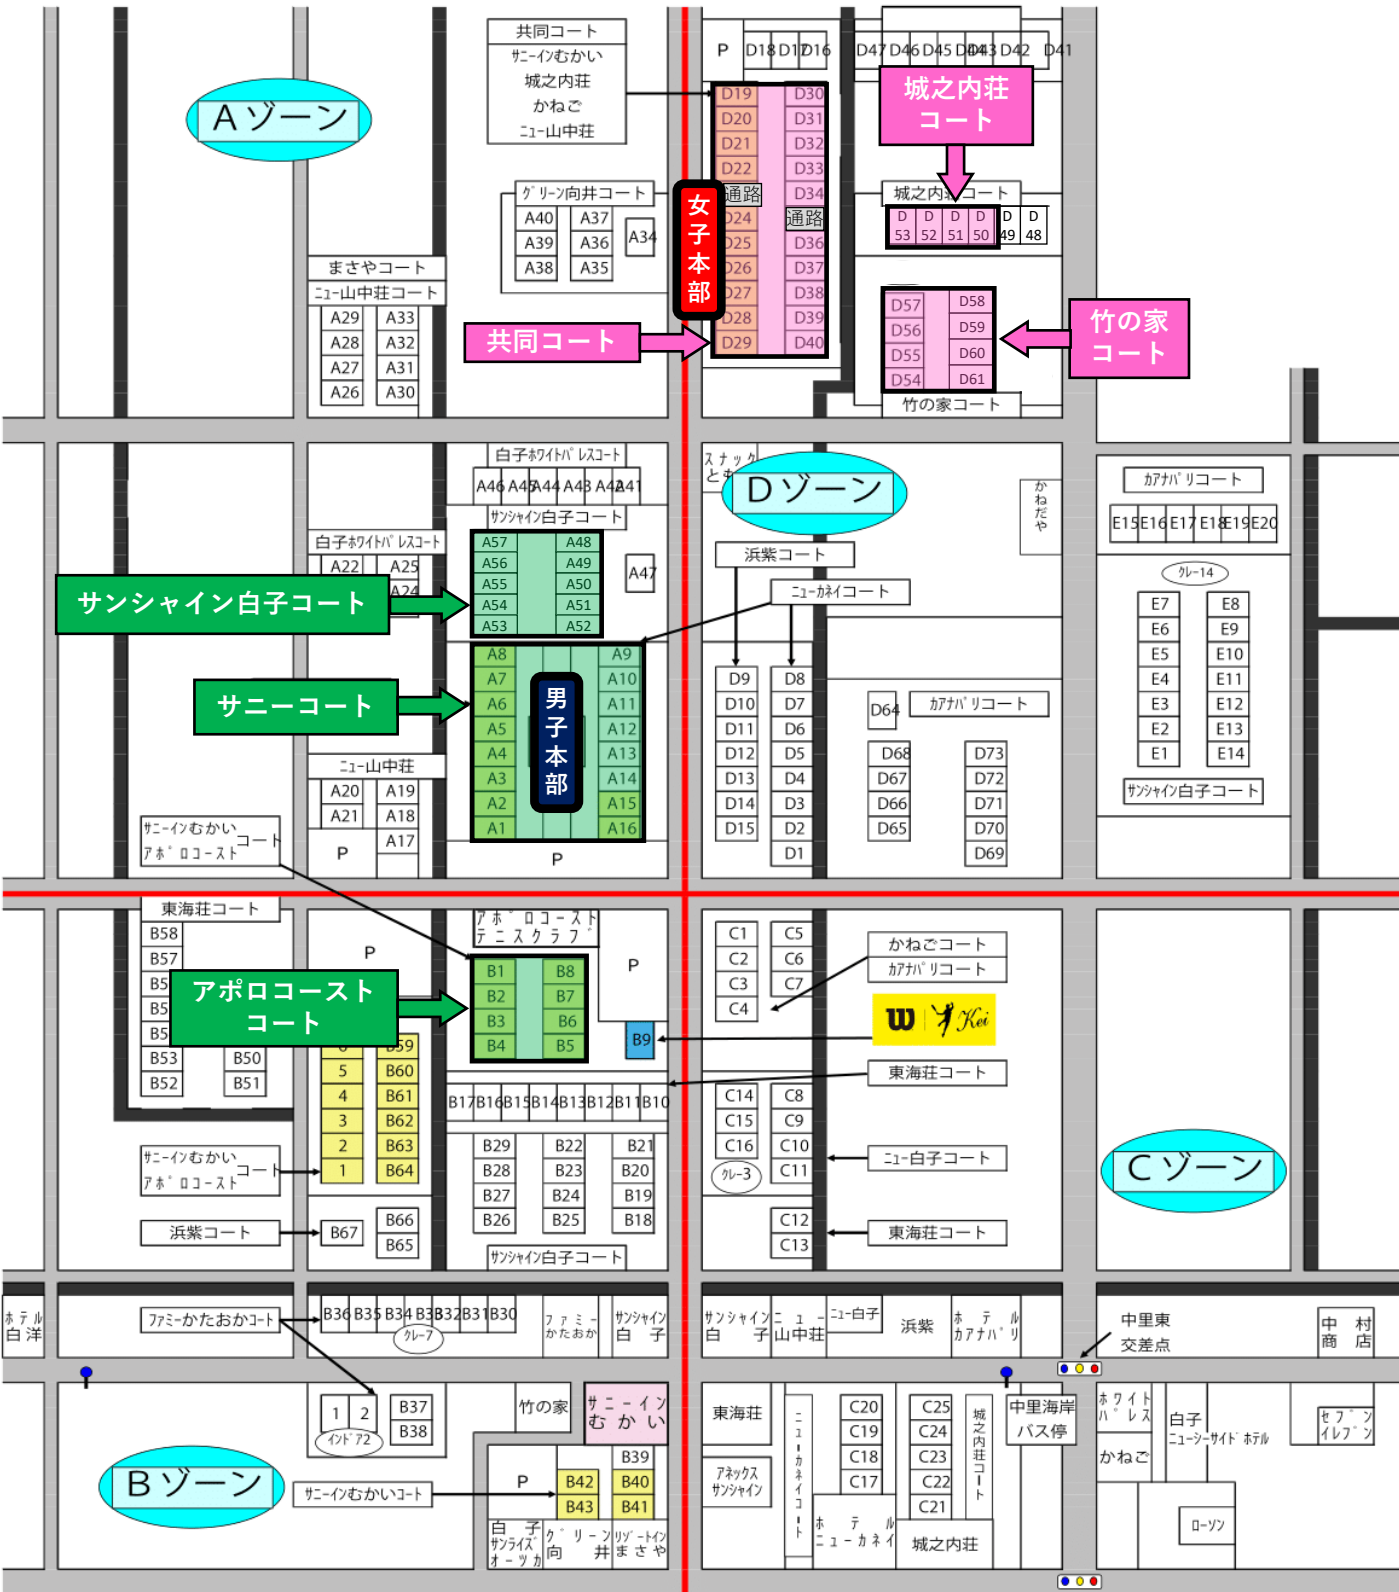 共同コート
サニーインむかい
城之内荘
かねご
ニュー山中荘
Aゾーン
P
D18
D17
D16
D47
D46
D45
D44
D43
D42
D41
城之内荘
コート
D19
D20
D21
D22
通路
D24
D25
D26
D27
D28
D29
D30
D31
D32
D33
D34
通路
D36
D37
D38
D39
D40
女子本部
共同コート
グリーン向井コート
A40
A39
A38
A37
A36
A35
A34
城之内荘コート
D
53
D
52
D
51
D
50
D
49
D
48
D57
D56
D55
D54
D58
D59
D60
D61
竹の家
コート
竹の家コート
まさやコート
ニュー山中荘コート
A29
A28
A27
A26
A33
A32
A31
A30
白子ホワイトパレスコート
A46
A45
A44
A43
A42
A41
サンシャイン白子コート
A57
A56
A55
A54
A53
A48
A49
A50
A51
A52
A47
白子ホワイトパレスコート
A22
A25
A24
サンシャイン白子コート
サニーコート
A8
A7
A6
A5
A4
A3
A2
A1
A9
A10
A11
A12
A13
A14
A15
A16
男子本部
P
スナック
とも
Dゾーン
かねだや
浜紫コート
ニューカネイコート
D9
D10
D11
D12
D13
D14
D15
D8
D7
D6
D5
D4
D3
D2
D1
D64
カアナパリコート
D68
D67
D66
D65
D73
D72
D71
D70
D69
カアナパリコート
E15
E16
E17
E18
E19
E20
クレー14
E7
E6
E5
E4
E3
E2
E1
E8
E9
E10
E11
E12
E13
E14
サンシャイン白子コート
ニュー山中荘
A20
A21
A19
A18
A17
P
サニーインむかい
アポロコースト
コート
東海荘コート
B58
B57
B53
B52
B50
B51
P
アポロコースト
コート
アポロコースト
テニスクラブ
B1
B2
B3
B4
B8
B7
B6
B5
P
B9
6
5
4
3
2
1
B59
B60
B61
B62
B63
B64
B17
B16
B15
B14
B13
B12
B11
B10
B29
B28
B27
B26
B22
B23
B24
B25
B21
B20
B19
B18
サンシャイン白子コート
サニーインむかい
アポロコースト
コート
浜紫コート
B67
B66
B65
C1
C2
C3
C4
C5
C6
C7
かねごコート
カアナパリコート
W
Kei
東海荘コート
C14
C15
C16
クレー3
C8
C9
C10
C11
ニュー白子コート
C12
C13
東海荘コート
Cゾーン
ホテル
白洋
ファミーかたおかコート
B36
B35
B34
B33
B32
B31
B30
クレー7
ファミー
かたおか
サンシャイン
白子
サンシャイン
白子
ニュー
山中荘
ニュー白子
浜紫
ホテル
カアナパリ
中里東
交差点
中村
商店
1
2
インドア2
B37
B38
竹の家
サニーイン
むかい
B39
B40
B41
B42
B43
P
Bゾーン
サニーインむかいコート
白子
サンライズ
オーツカ
グリーン
向井
リゾートイン
まさや
東海荘
アネックス
サンシャイン
ニューカネイコート
C20
C19
C18
C17
C25
C24
C23
C22
C21
城之内荘コート
ホテル
ニューカネイ
城之内荘
中里海岸
バス停
ホワイト
パレス
かねご
白子
ニューシーサイドホテル
セブン
イレブン
ローソン